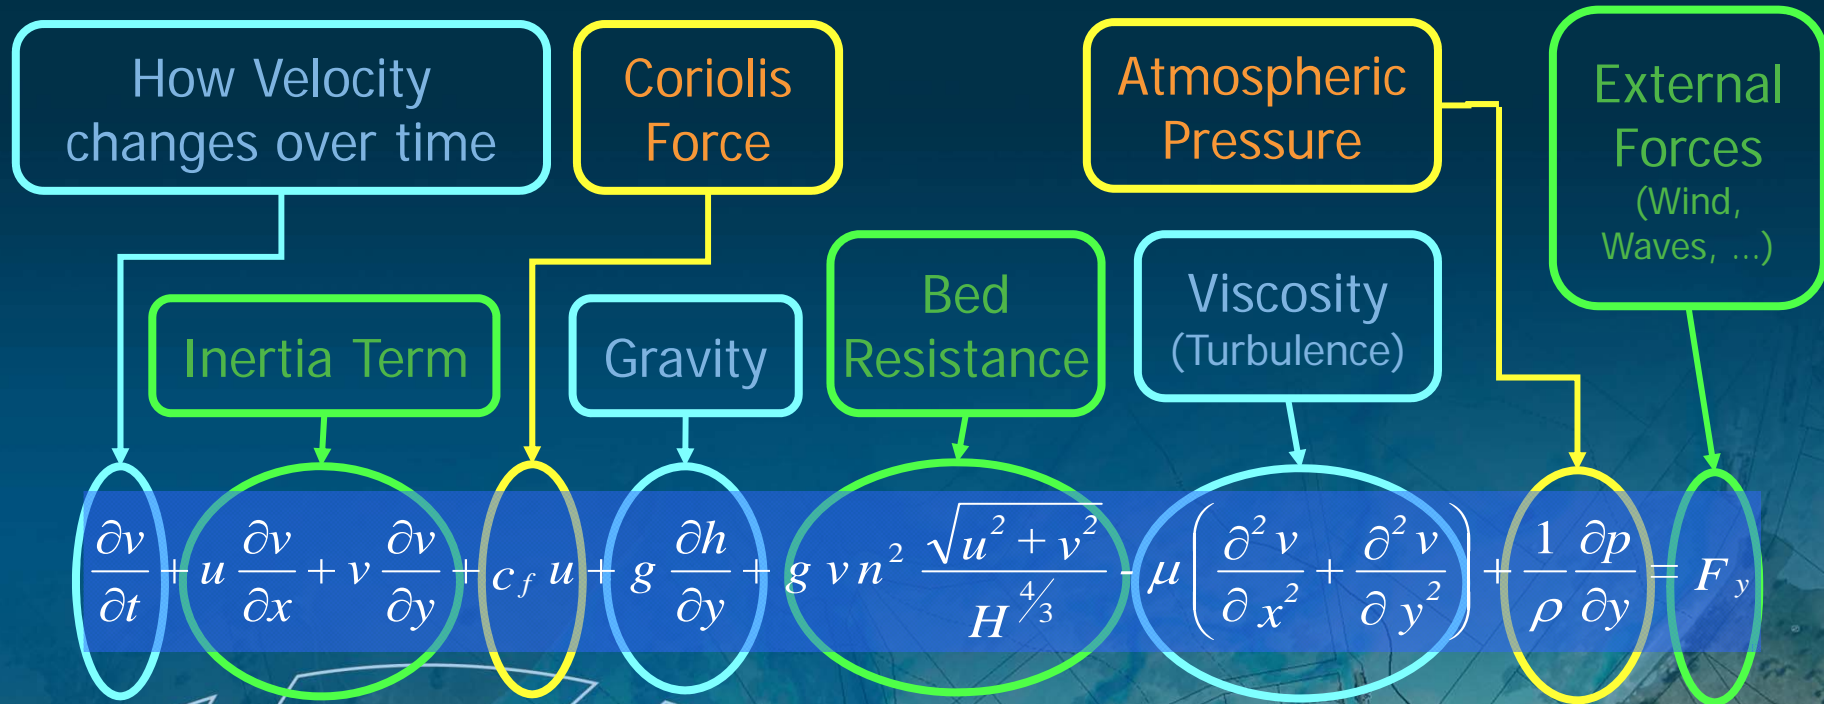 How Velocity
changes over time
Coriolis
Force
Atmospheric
Pressure
External
Forces
(Wind,
Waves, ...)
Inertia Term
Gravity
Bed
Resistance
Viscosity
(Turbulence)
∂v/∂t + u ∂v/∂x + v ∂v/∂y + c_f u + g ∂h/∂y + g v n² √(u² + v²)/H^(4/3) - μ(∂²v/∂x² + ∂²v/∂y²) + 1/ρ ∂p/∂y = F_y